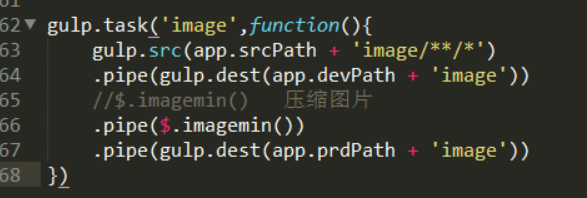 62 gulp.task('image',function(){
63 gulp.src(app.srcPath + 'image/**/*')
64 .pipe(gulp.dest(app.devPath + 'image'))
65 //$.imagemin() 压缩图片
66 .pipe($.imagemin())
67 .pipe(gulp.dest(app.prdPath + 'image'))
68 })